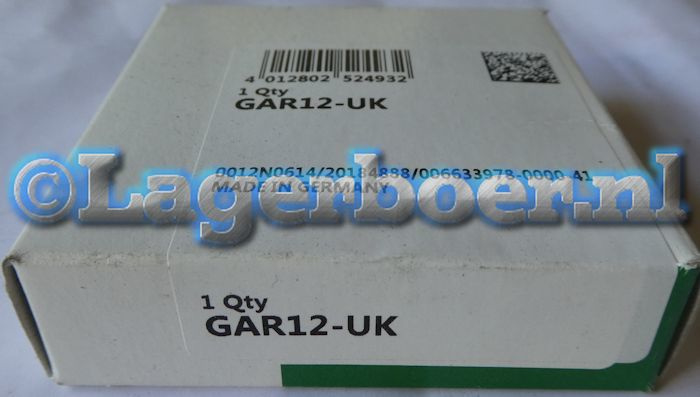 4 012802 524932
1 Qty
GAR12-UK
0012N0614/20184888/006633978-0000 41
MADE IN GERMANY
©Lagerboer.nl
1 Qty
GAR12-UK